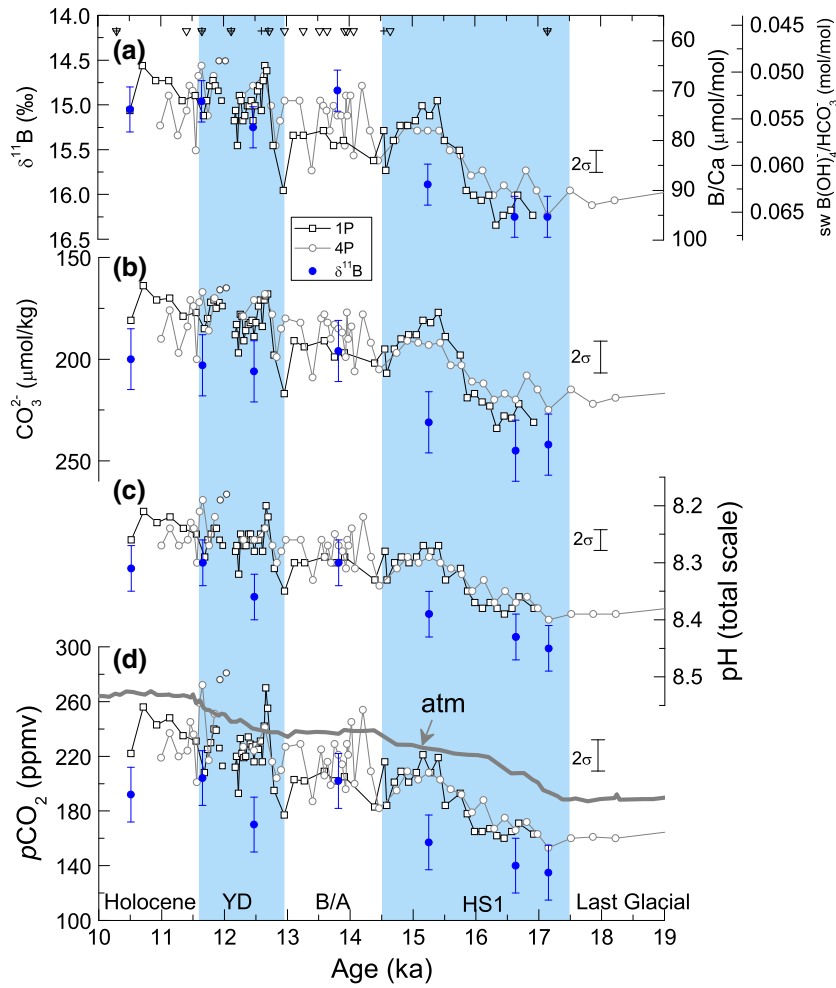 (a)
14.0
14.5
15.0
15.5
16.0
16.5
δ¹¹B (‰)
60
70
80
90
100
B/Ca (μmol/mol)
0.045
0.050
0.055
0.060
0.065
sw B(OH)₄⁻/HCO₃⁻ (mol/mol)
2σ
1P
4P
δ¹¹B
(b)
150
200
250
CO₃²⁻ (μmol/kg)
2σ
(c)
8.2
8.3
8.4
8.5
pH (total scale)
2σ
(d)
300
260
220
180
140
100
pCO₂ (ppmv)
atm
2σ
Holocene
YD
B/A
HS1
Last Glacial
10 11 12 13 14 15 16 17 18 19
Age (ka)